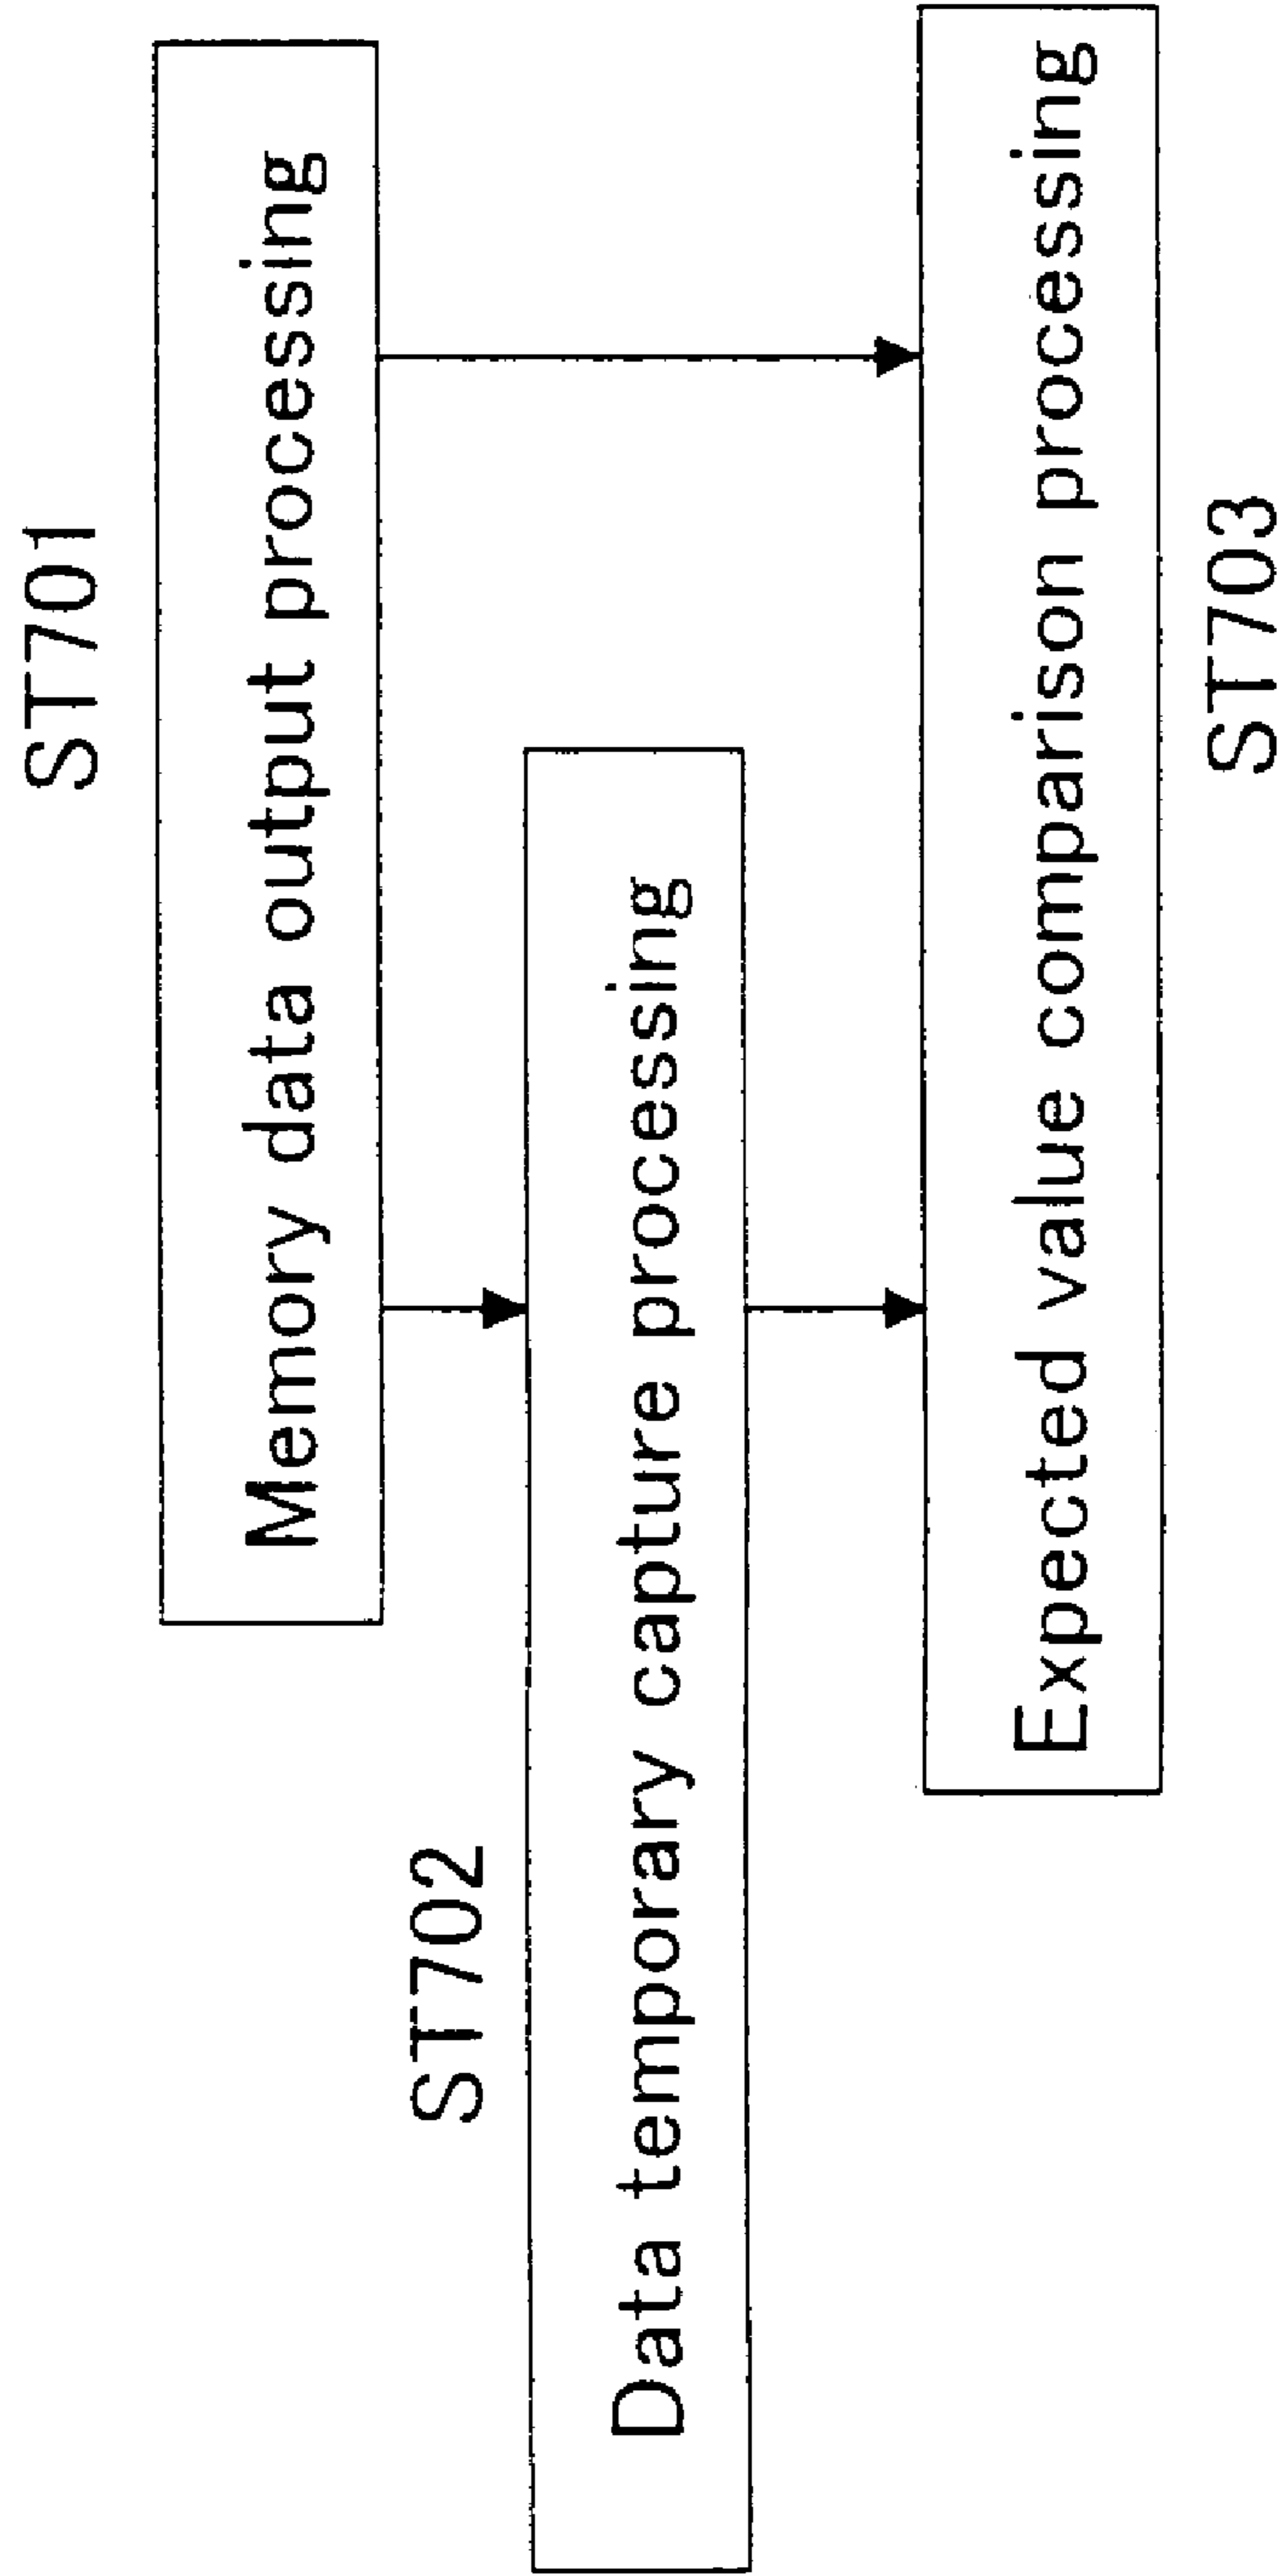 ST701
Memory data output processing
ST702
Data temporary capture processing
Expected value comparison processing
ST703